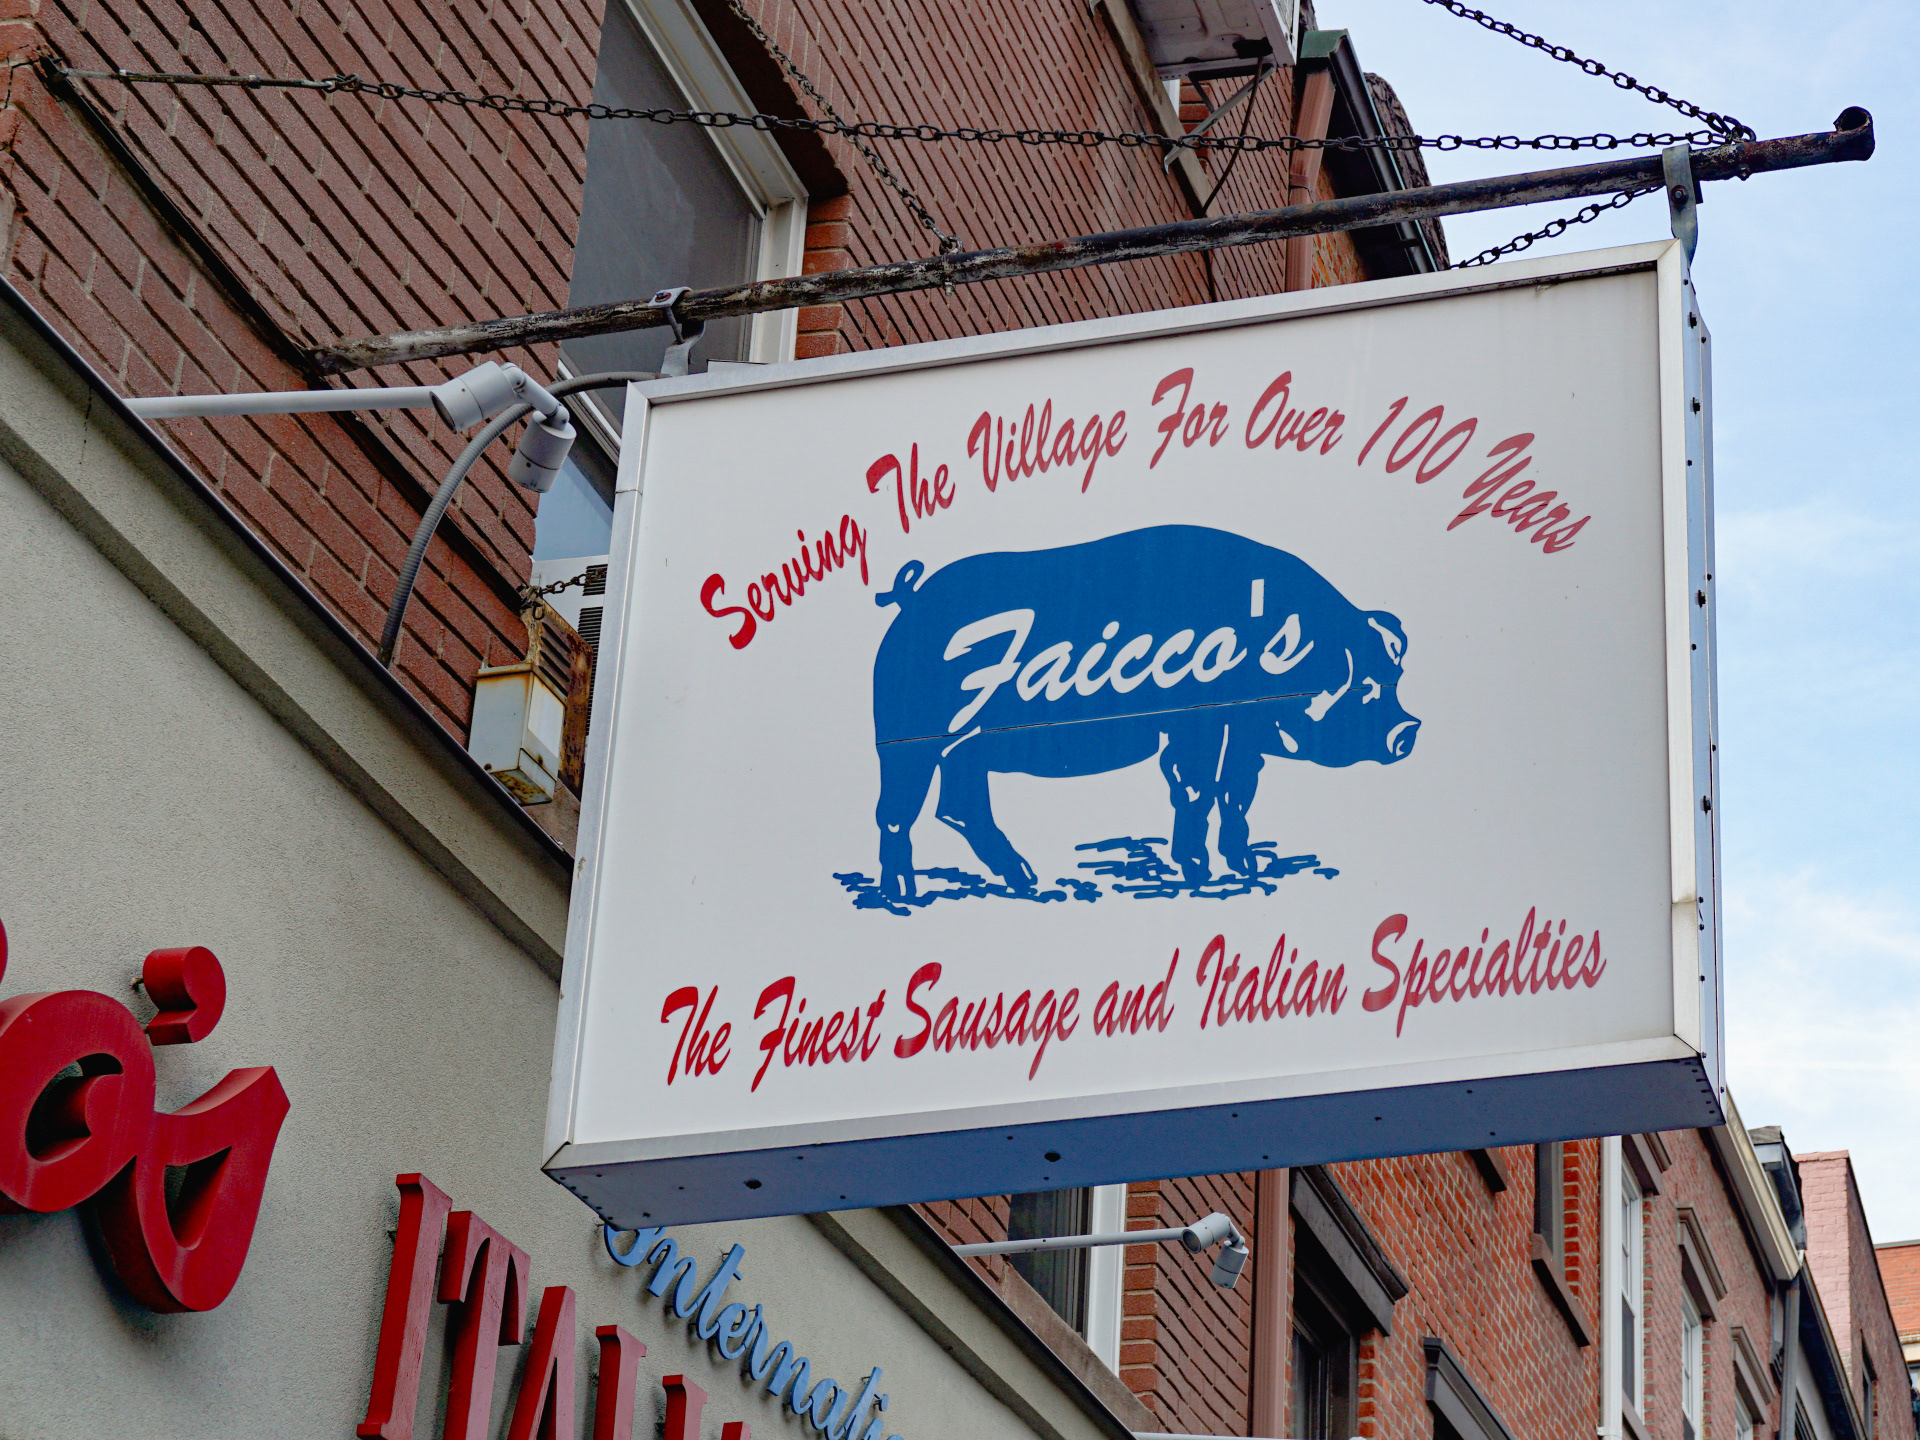 Serving The Village For Over 100 Years
Faicco's
The Finest Sausage and Italian Specialties